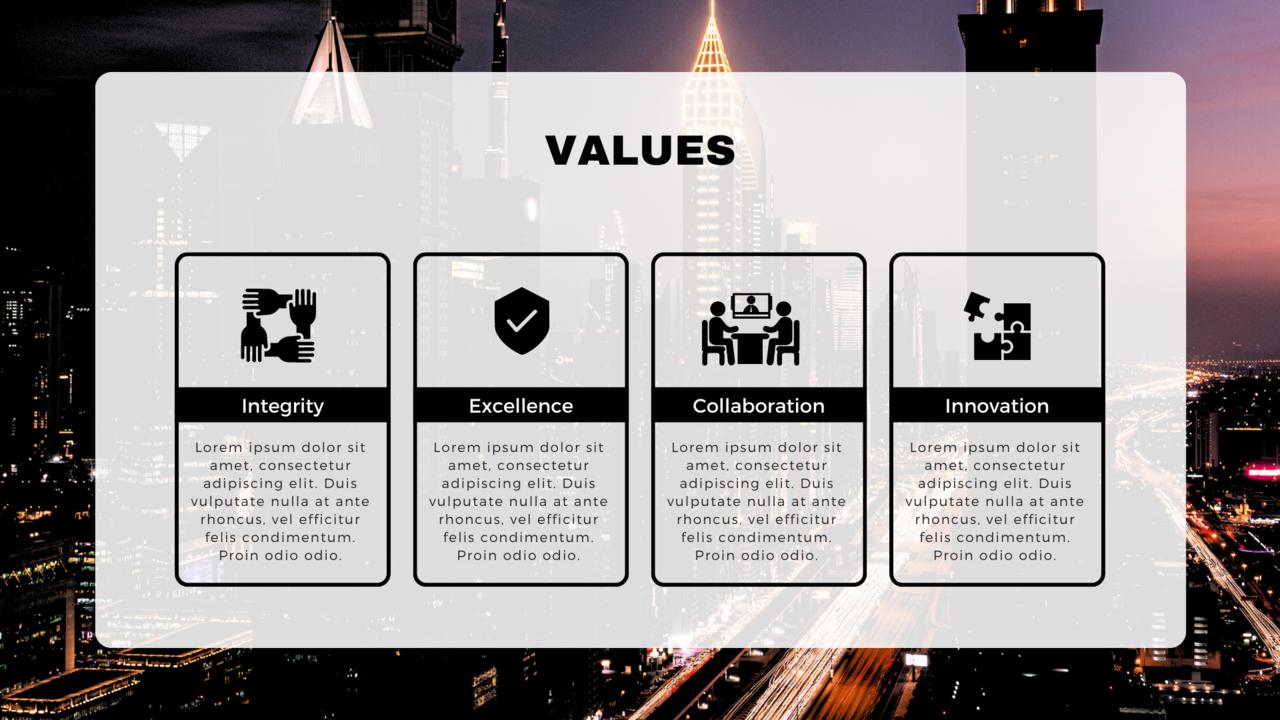 VALUES
Integrity
Lorem ipsum dolor sit
amet, consectetur
adipiscing elit. Duis
vulputate nulla at ante
rhoncus, vel efficitur
felis condimentum.
Proin odio odio.
Excellence
Lorem ipsum dolor sit
amet, consectetur
adipiscing elit. Duis
vulputate nulla at ante
rhoncus, vel efficitur
felis condimentum.
Proin odio odio.
Collaboration
Lorem ipsum dolor sit
amet, consectetur
adipiscing elit. Duis
vulputate nulla at ante
rhoncus, vel efficitur
felis condimentum.
Proin odio odio.
Innovation
Lorem ipsum dolor sit
amet, consectetur
adipiscing elit. Duis
vulputate nulla at ante
rhoncus, vel efficitur
felis condimentum.
Proin odio odio.